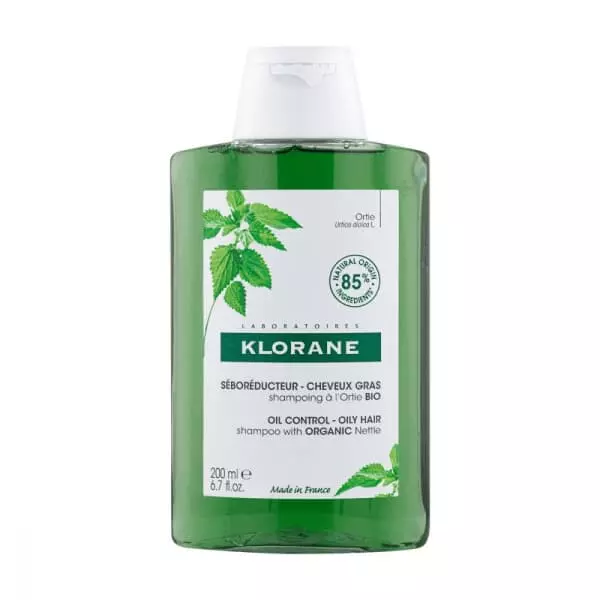 Ortie
Urtica dioica L.
NATURAL ORIGIN
85%
INGREDIENTS
LABORATOIRES
KLORANE
SÉBORÉDUCTEUR - CHEVEUX GRAS
shampoing à l'Ortie BIO
OIL CONTROL - OILY HAIR
shampoo with ORGANIC Nettle
200 ml ℮
6.7 fl.oz.
Made in France